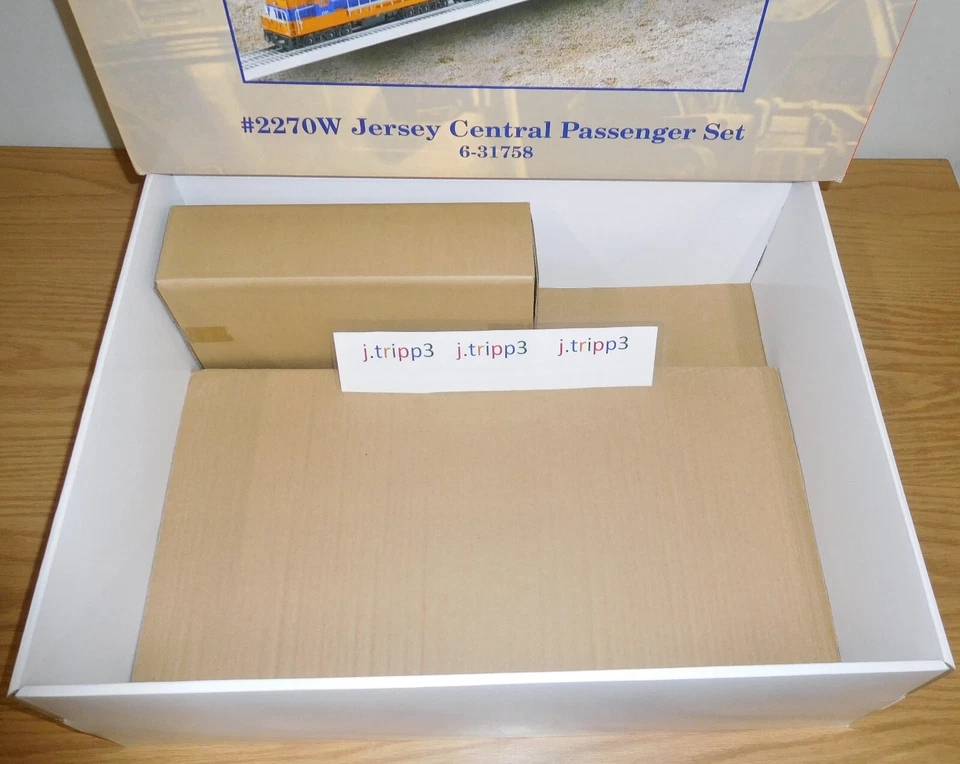 #2270W Jersey Central Passenger Set
6-31758
j.tripp3 j.tripp3 j.tripp3